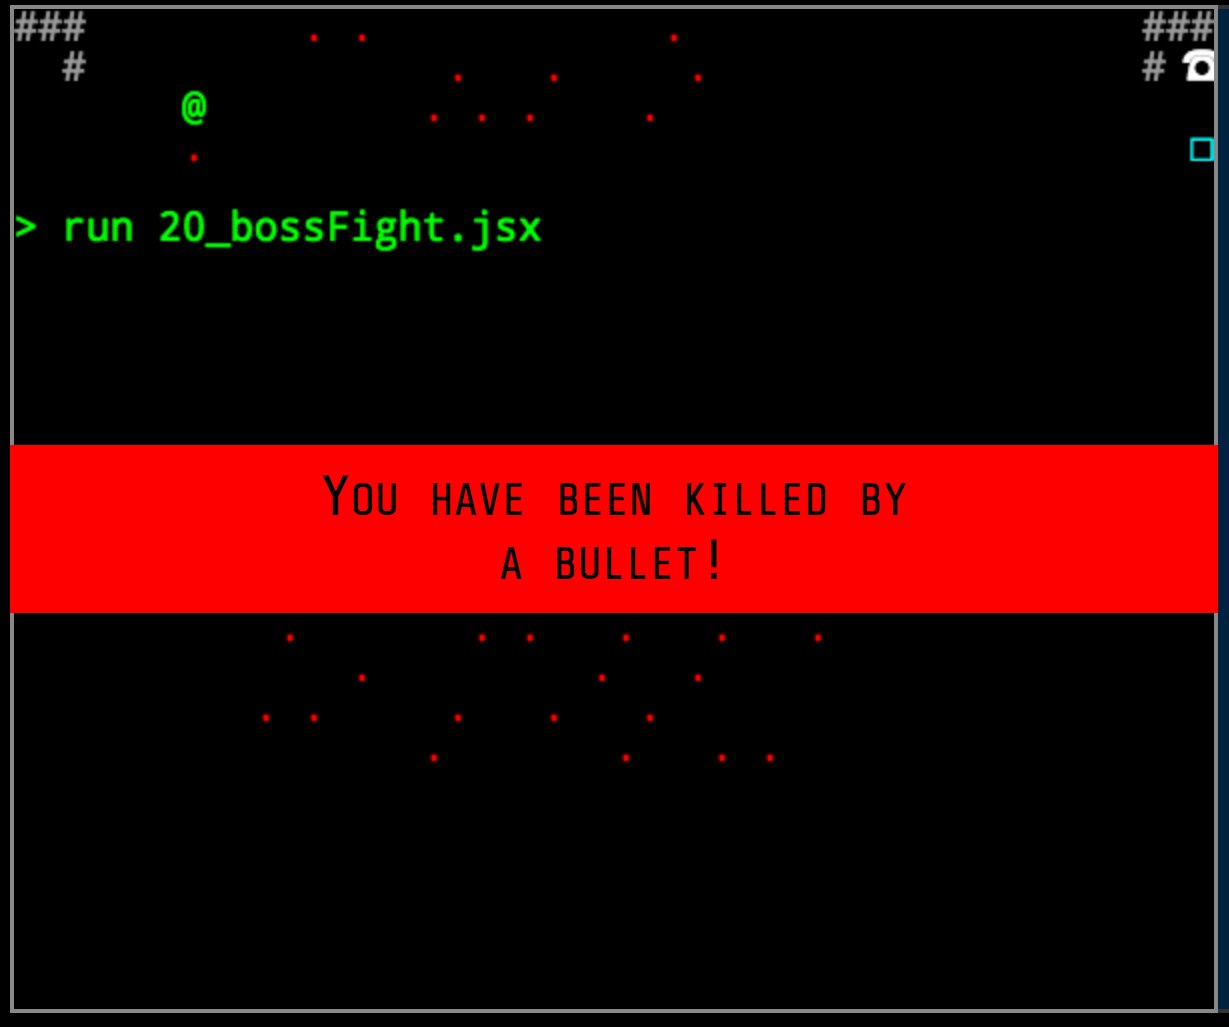 ### ###
# # ☎
@
> run 20_bossFight.jsx
You have been killed by
a bullet!